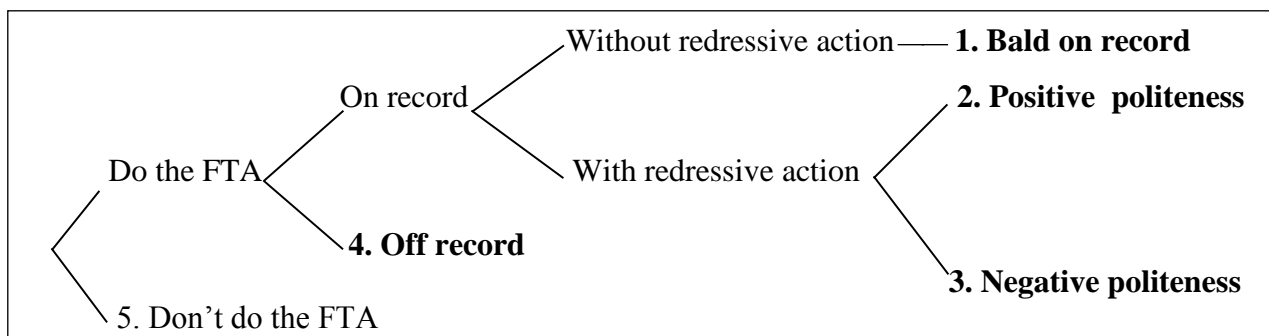 Without redressive action
1. Bald on record
On record
2. Positive politeness
Do the FTA
With redressive action
4. Off record
3. Negative politeness
5. Don't do the FTA